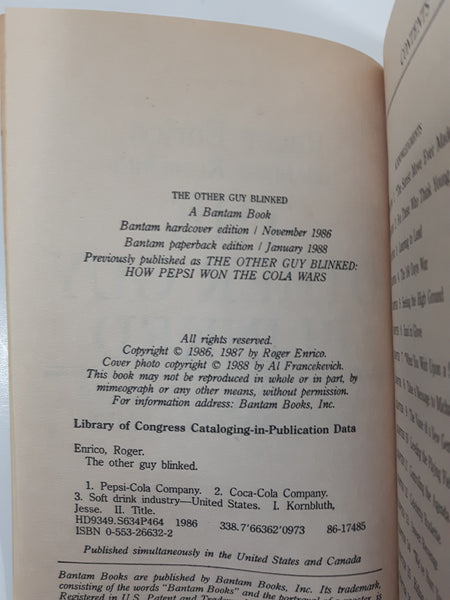 THE OTHER GUY BLINKED
A Bantam Book
Bantam hardcover edition / November 1986
Bantam paperback edition / January 1988
Previously published as THE OTHER GUY BLINKED:
HOW PEPSI WON THE COLA WARS
All rights reserved.
Copyright © 1986, 1987 by Roger Enrico.
Cover photo copyright © 1988 by Al Francekevich.
This book may not be reproduced in whole or in part, by
mimeograph or any other means, without permission.
For information address: Bantam Books, Inc.
Library of Congress Cataloging-in-Publication Data
Enrico, Roger.
The other guy blinked.
1. Pepsi-Cola Company. 2. Coca-Cola Company.
3. Soft drink industry—United States. I. Kornbluth,
Jesse. II. Title.
HD9349.S634P464 1986 338.7'66362'0973 86-17485
ISBN 0-553-26632-2
Published simultaneously in the United States and Canada
Bantam Books are published by Bantam Books, Inc. Its trademark,
consisting of the words "Bantam Books" and the portrayal of a rooster, is
Registered in U.S. Patent and
CONTENTS